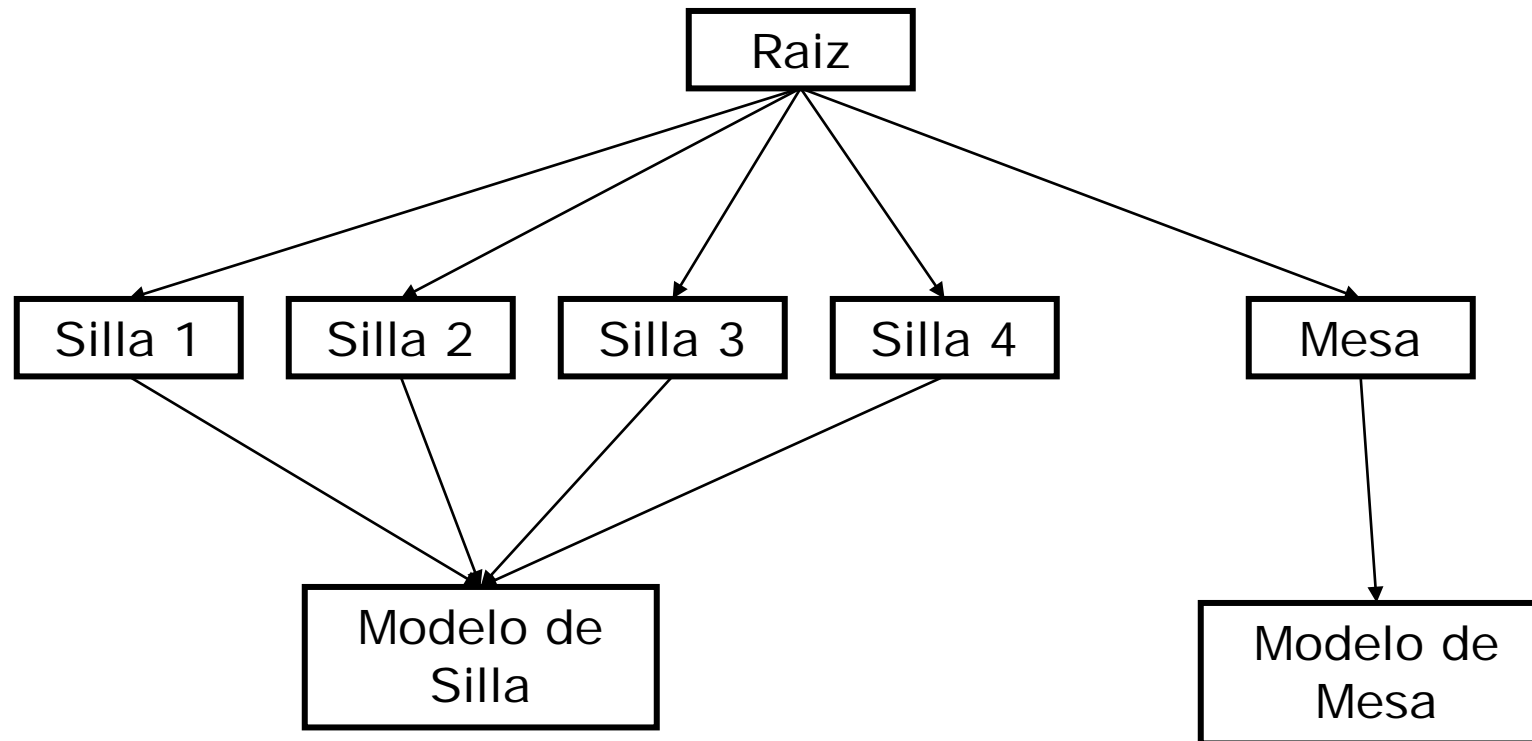 Raiz
Silla 1
Silla 2
Silla 3
Silla 4
Mesa
Modelo de
Silla
Modelo de
Mesa